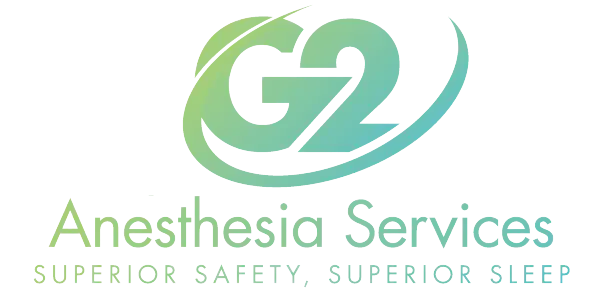 G2
Anesthesia Services
SUPERIOR SAFETY, SUPERIOR SLEEP